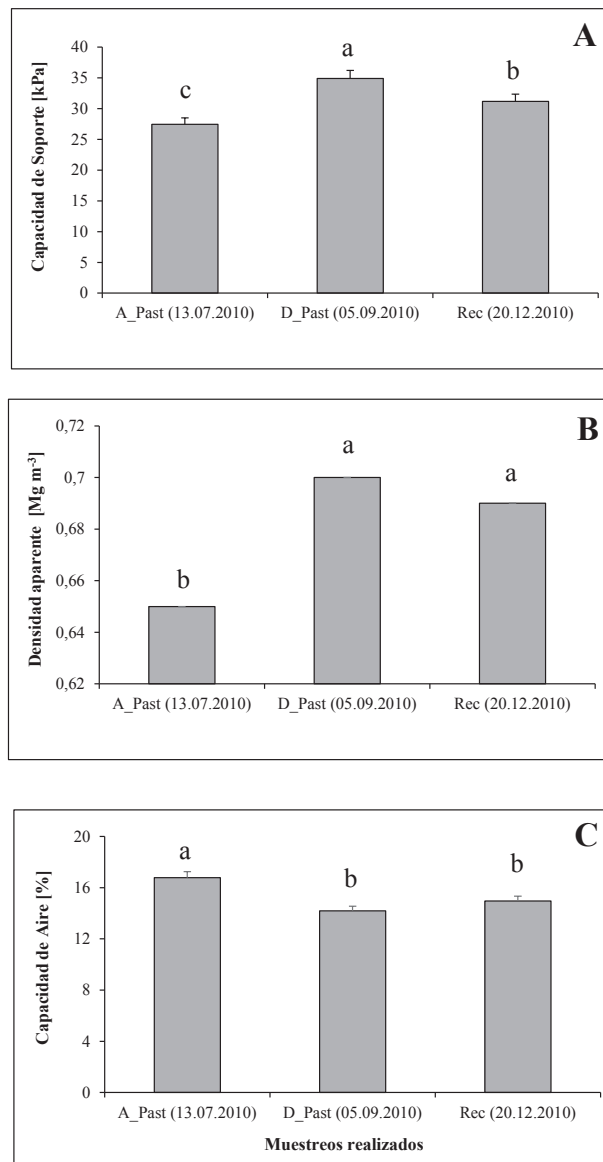 A
Capacidad de Soporte [kPa]
40
35
30
25
20
15
10
5
0
c
a
b
A_Past (13.07.2010) D_Past (05.09.2010) Rec (20.12.2010)
B
Densidad aparente [Mg m⁻³]
0,72
0,7
0,68
0,66
0,64
0,62
b
a
a
A_Past (13.07.2010) D_Past (05.09.2010) Rec (20.12.2010)
C
Capacidad de Aire [%]
20
16
12
8
4
0
a
b
b
A_Past (13.07.2010) D_Past (05.09.2010) Rec (20.12.2010)
Muestreos realizados